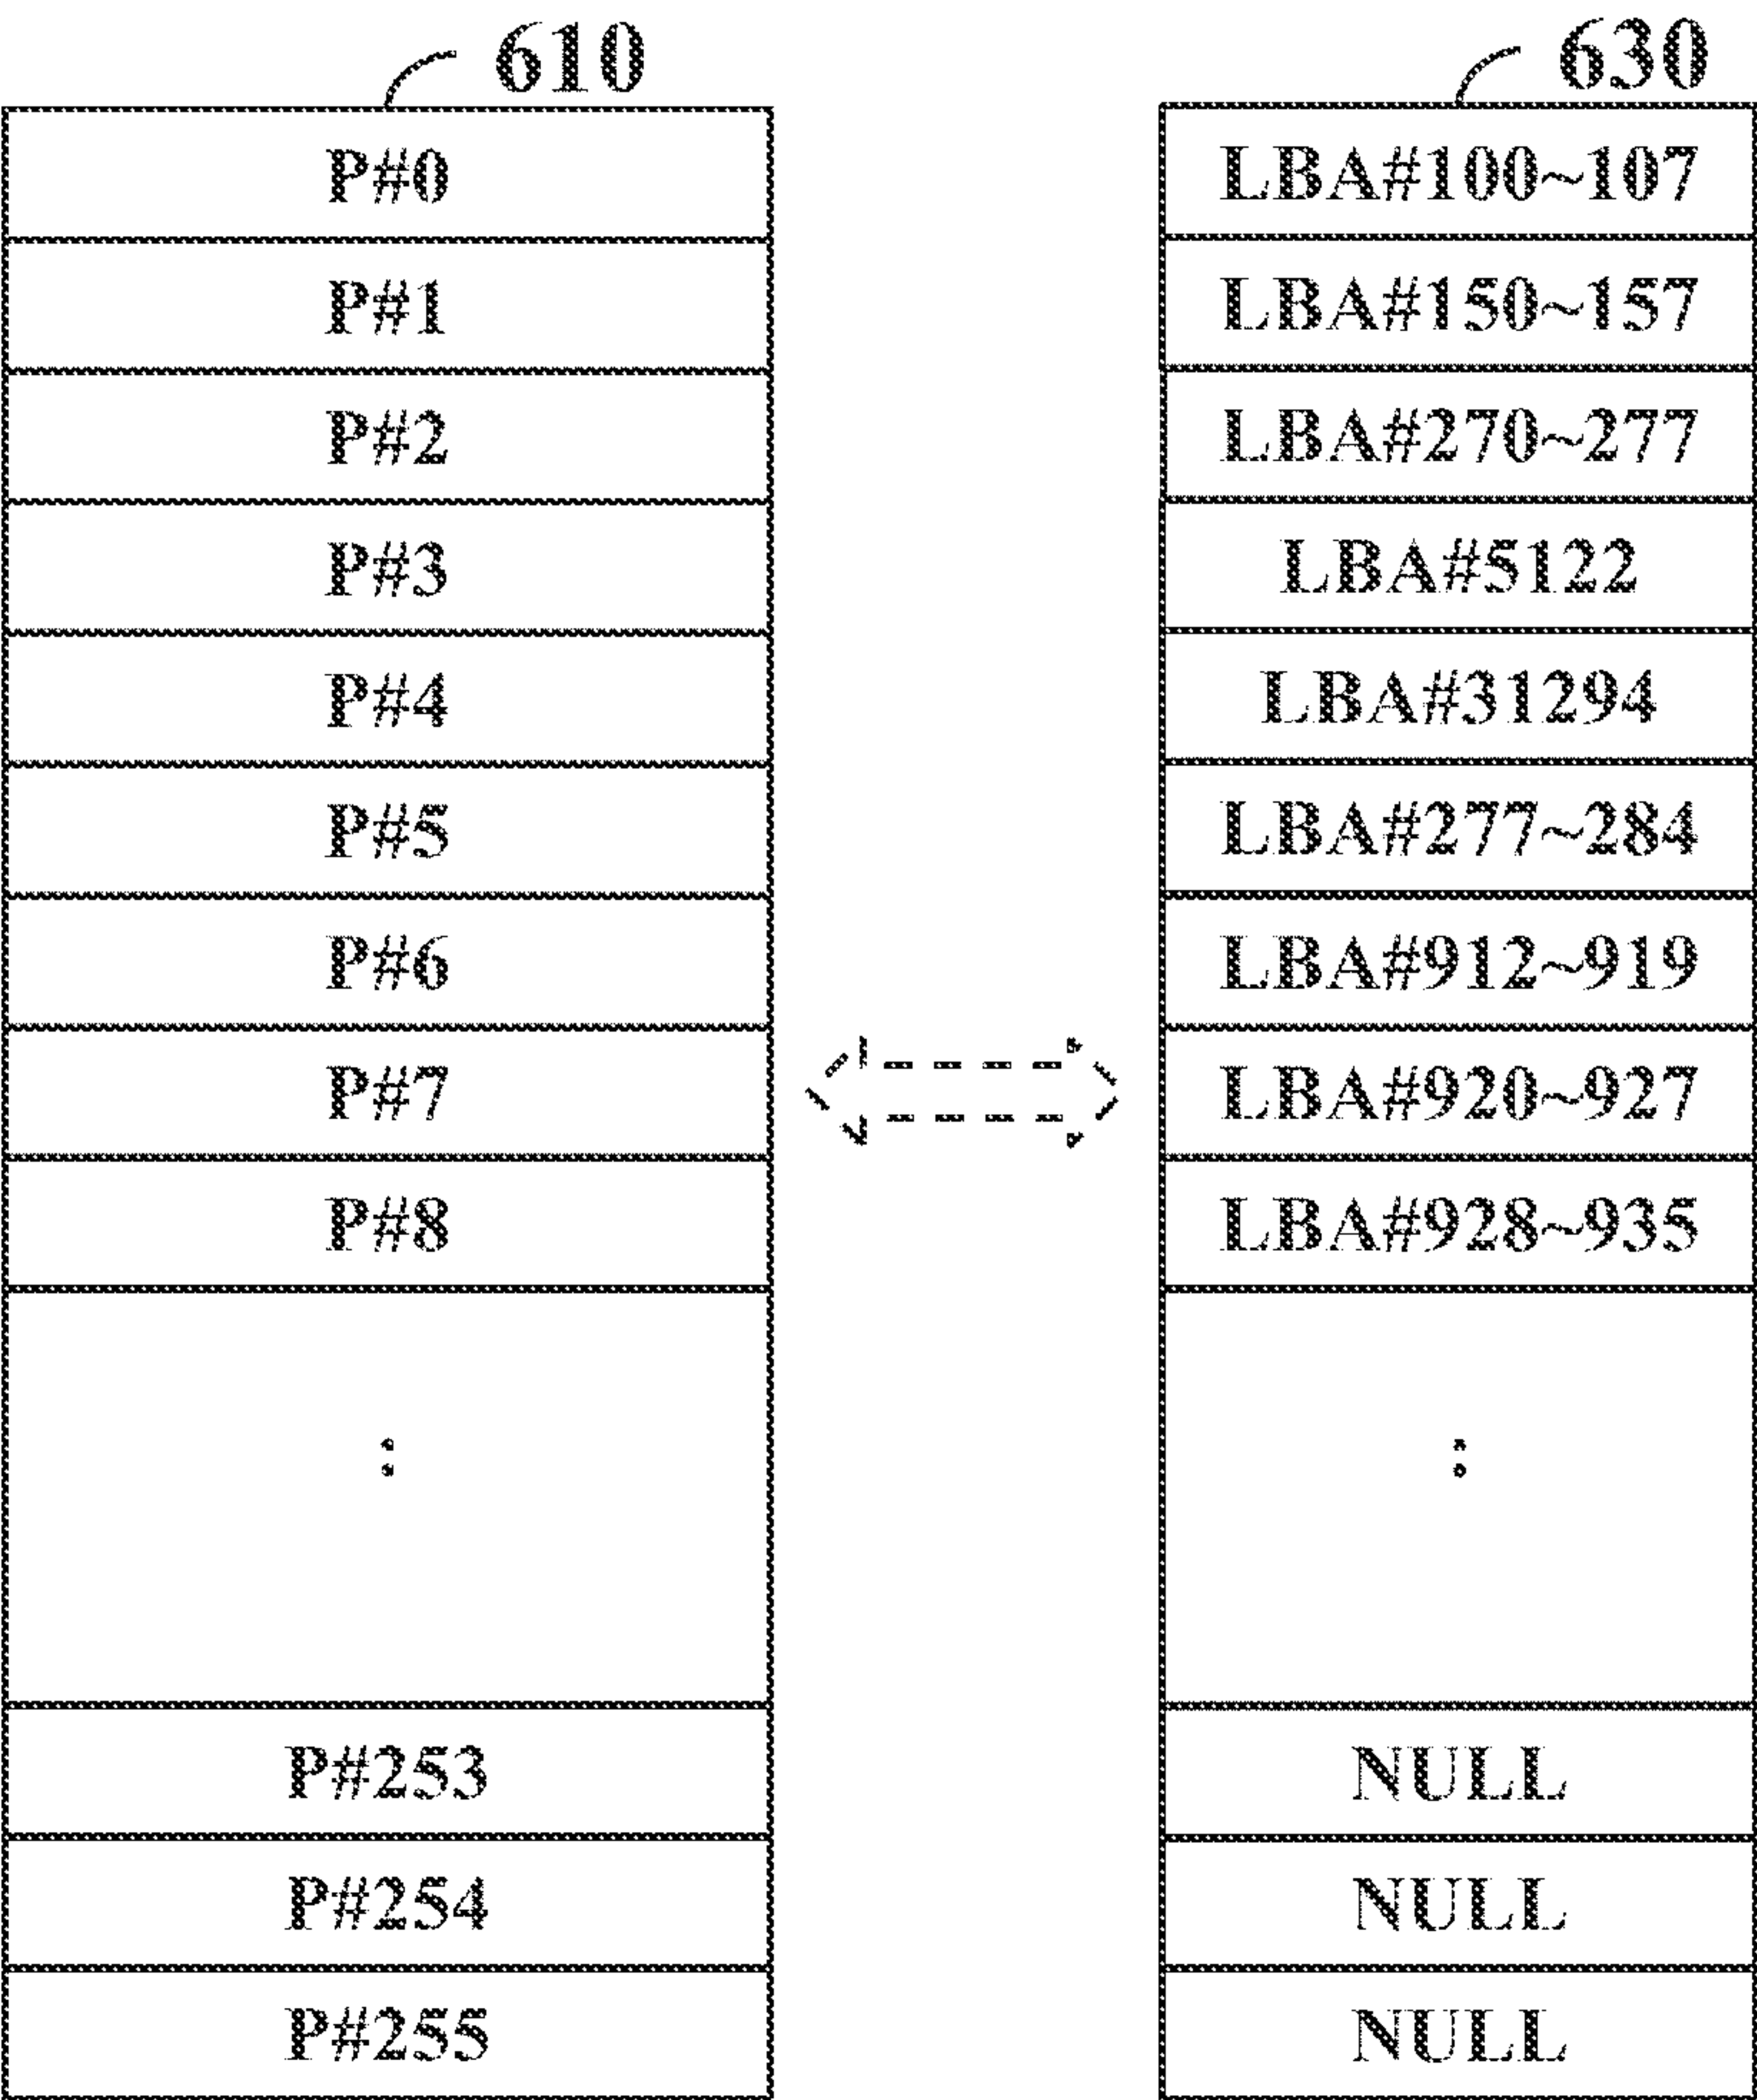 610 630
P#0 LBA#100~107
P#1 LBA#150~157
P#2 LBA#270~277
P#3 LBA#5122
P#4 LBA#31294
P#5 LBA#277~284
P#6 LBA#912~919
P#7 LBA#920~927
P#8 LBA#928~935
: :
P#253 NULL
P#254 NULL
P#255 NULL